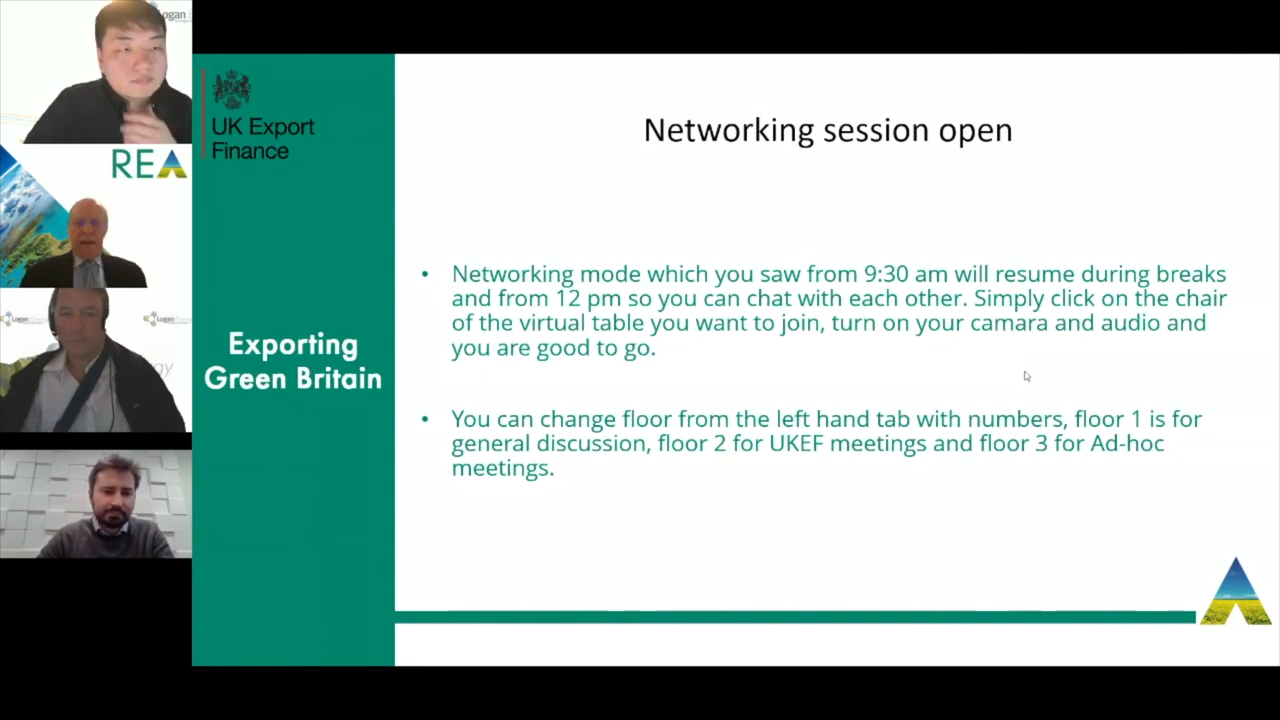 ogan
REA
Logan
Logan
gy
UK Export
Finance
Exporting
Green Britain
Networking session open
• Networking mode which you saw from 9:30 am will resume during breaks
and from 12 pm so you can chat with each other. Simply click on the chair
of the virtual table you want to join, turn on your camara and audio and
you are good to go.
• You can change floor from the left hand tab with numbers, floor 1 is for
general discussion, floor 2 for UKEF meetings and floor 3 for Ad-hoc
meetings.